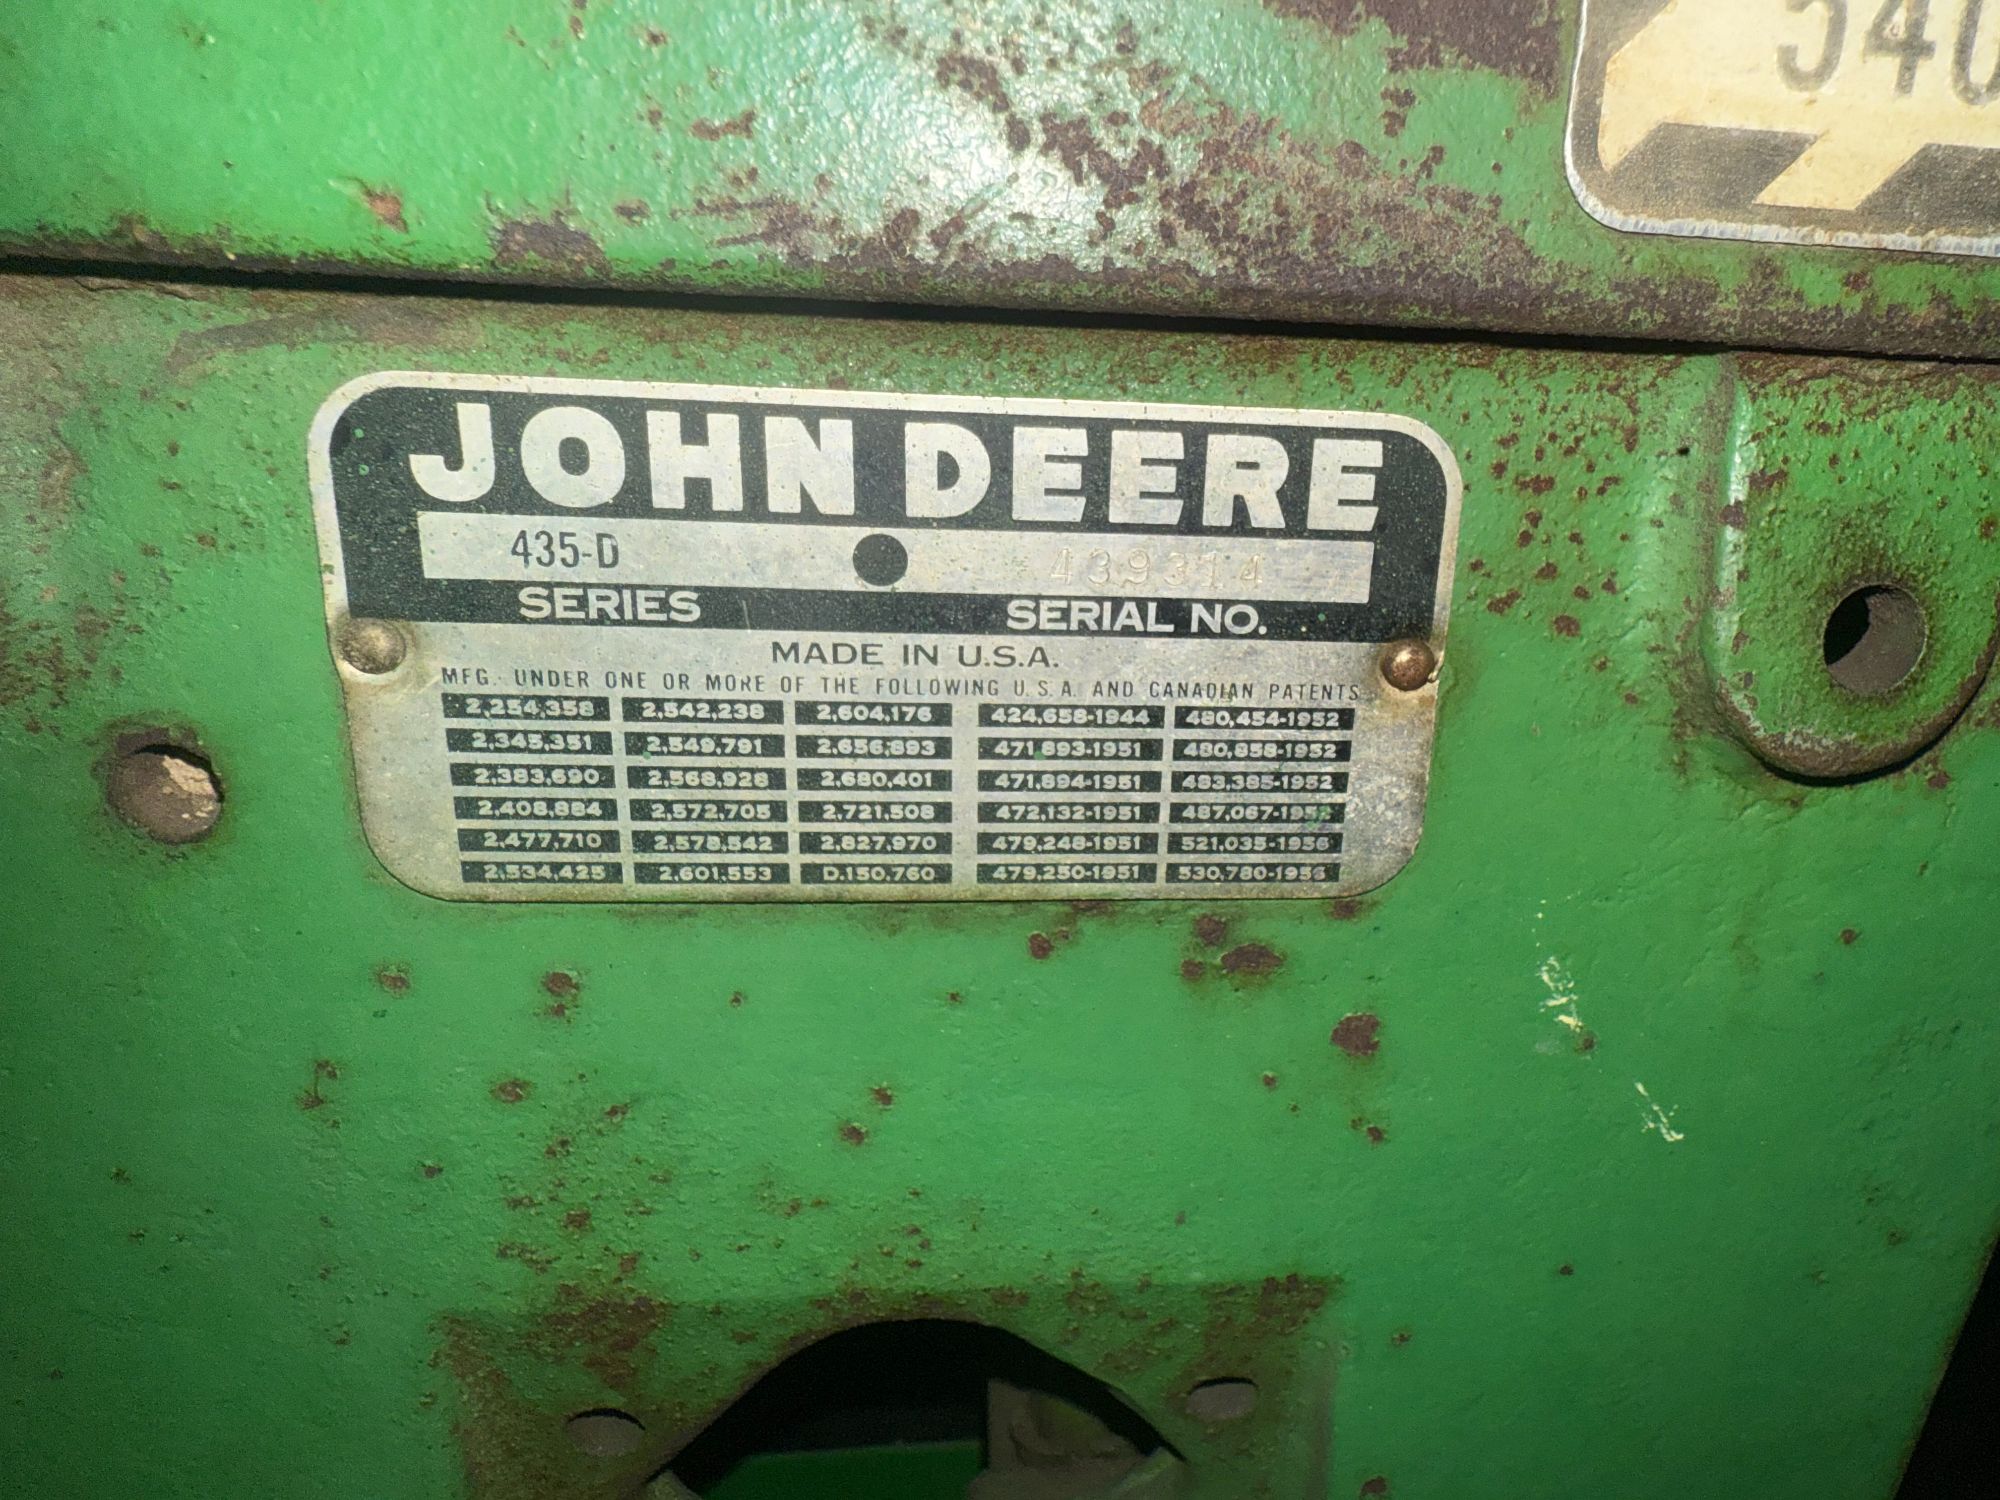 540
JOHN DEERE
435-D 439314
SERIES SERIAL NO.
MADE IN U.S.A.
MFG. UNDER ONE OR MORE OF THE FOLLOWING U.S.A. AND CANADIAN PATENTS
2,254,358 2,542,238 2,604,176 424,658-1944 480,454-1952
2,345,351 2,549,791 2,656,893 471,893-1951 480,858-1952
2,383,690 2,568,928 2,680,401 471,894-1951 483,385-1952
2,408,884 2,572,705 2,721,508 472,132-1951 487,067-1952
2,477,710 2,578,542 2,827,970 479,248-1951 521,035-1956
2,534,425 2,601,553 D.150,760 479,250-1951 530,780-1956